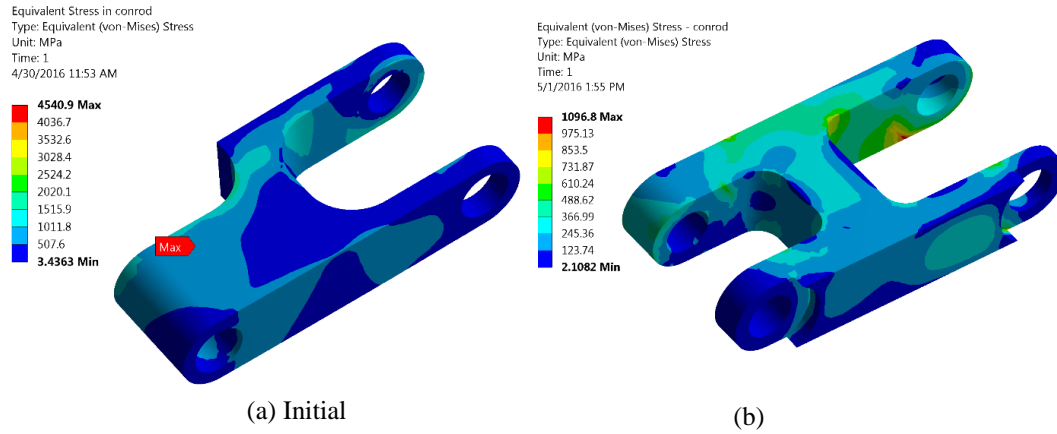 Equivalent Stress in conrod
Type: Equivalent (von-Mises) Stress
Unit: MPa
Time: 1
4/30/2016 11:53 AM
4540.9 Max
4036.7
3532.6
3028.4
2524.2
2020.1
1515.9
1011.8
507.6
3.4363 Min
Max
(a) Initial
Equivalent (von-Mises) Stress - conrod
Type: Equivalent (von-Mises) Stress
Unit: MPa
Time: 1
5/1/2016 1:55 PM
1096.8 Max
975.13
853.5
731.87
610.24
488.62
366.99
245.36
123.74
2.1082 Min
(b)